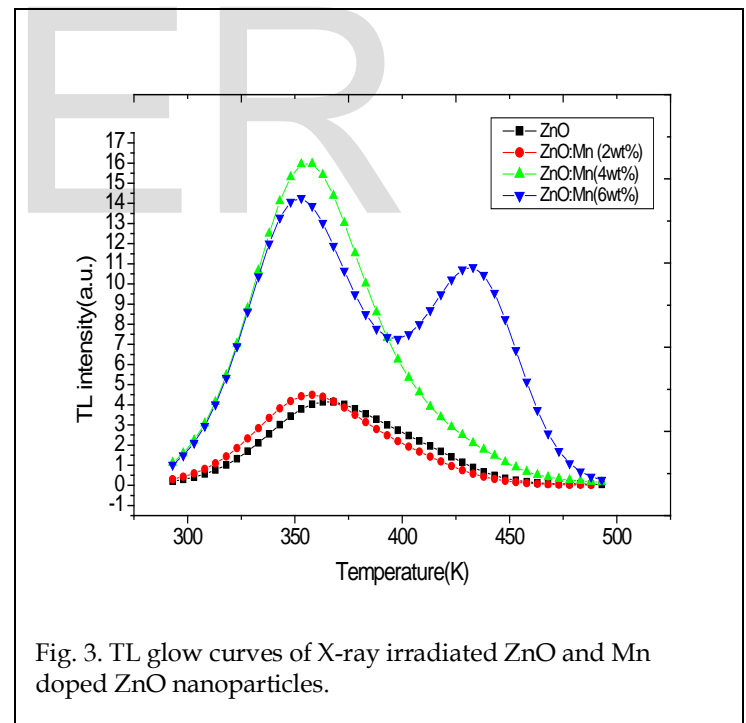 ER
ZnO
ZnO:Mn (2wt%)
ZnO:Mn(4wt%)
ZnO:Mn(6wt%)
17
16
15
14
13
12
11
10
9
8
7
6
5
4
3
2
1
0
-1
TL intensity(a.u.)
300 350 400 450 500
Temperature(K)
Fig. 3. TL glow curves of X-ray irradiated ZnO and Mn
doped ZnO nanoparticles.